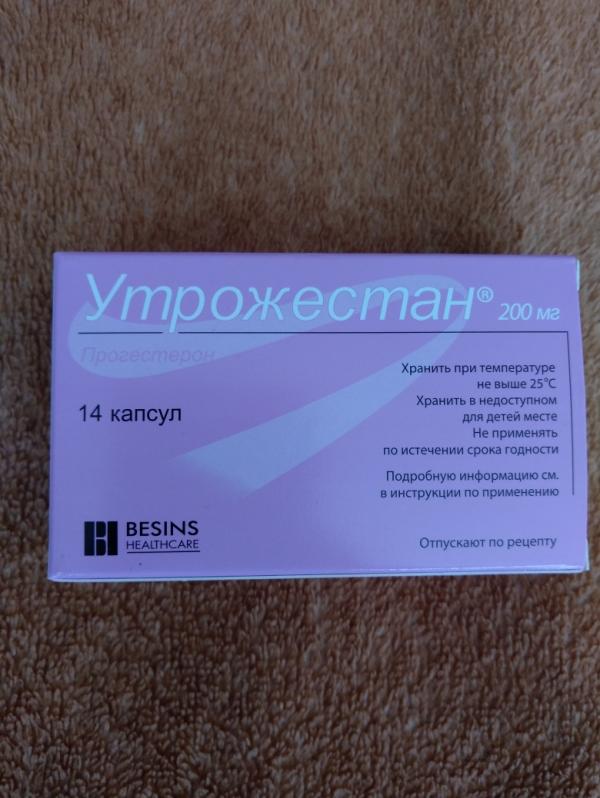 Утрожестан® 200 мг
Прогестерон
14 капсул
Хранить при температуре
не выше 25°С
Хранить в недоступном
для детей месте
Не применять
по истечении срока годности
Подробную информацию см.
в инструкции по применению
BESINS
HEALTHCARE
Отпускают по рецепту